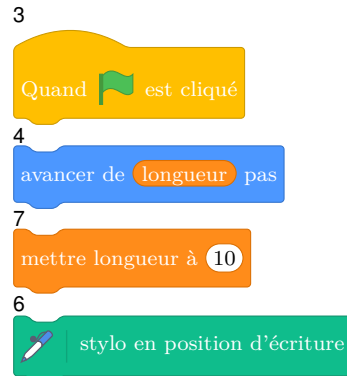 3
Quand est cliqué
4
avancer de longueur pas
7
mettre longueur à 10
6
stylo en position d'écriture